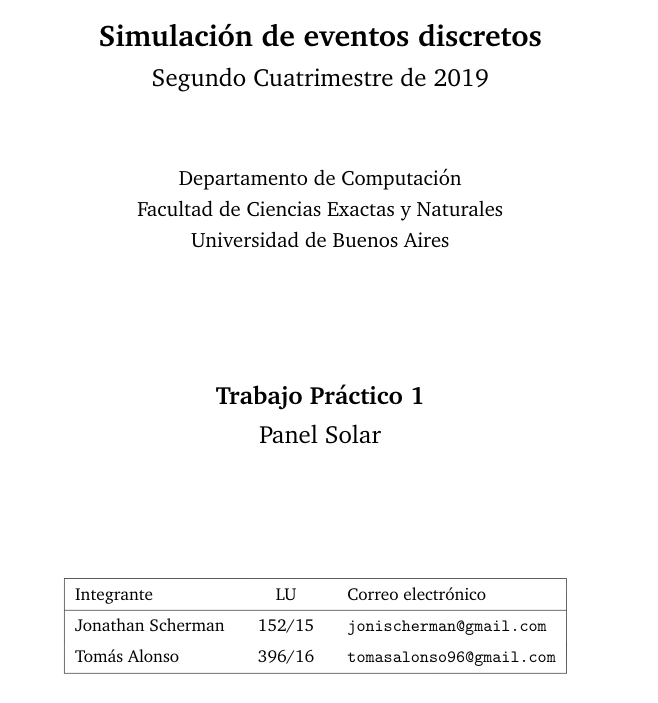 Simulación de eventos discretos
Segundo Cuatrimestre de 2019
Departamento de Computación
Facultad de Ciencias Exactas y Naturales
Universidad de Buenos Aires
Trabajo Práctico 1
Panel Solar
Integrante LU Correo electrónico
Jonathan Scherman 152/15 jonischerman@gmail.com
Tomás Alonso 396/16 tomasalonso96@gmail.com